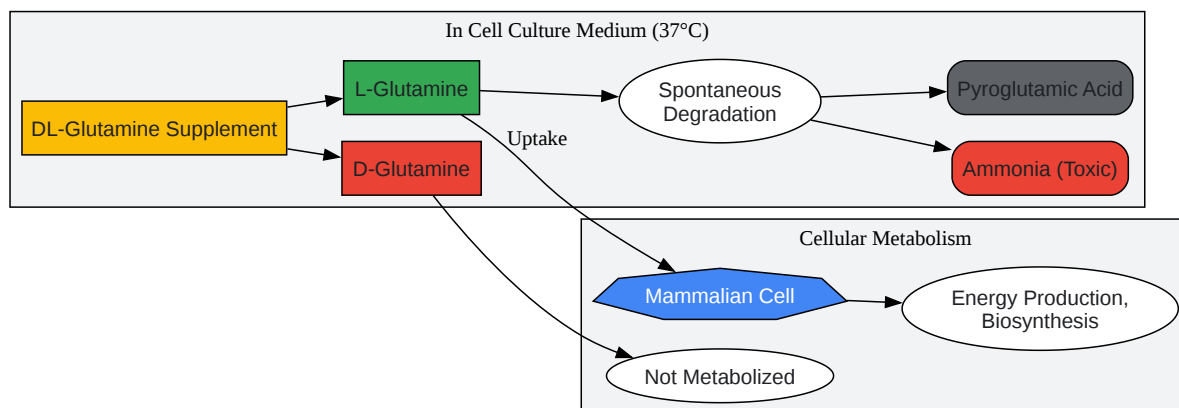 In Cell Culture Medium (37°C)
DL-Glutamine Supplement
L-Glutamine
D-Glutamine
Uptake
Spontaneous
Degradation
Pyroglutamic Acid
Ammonia (Toxic)
Cellular Metabolism
Mammalian Cell
Energy Production,
Biosynthesis
Not Metabolized